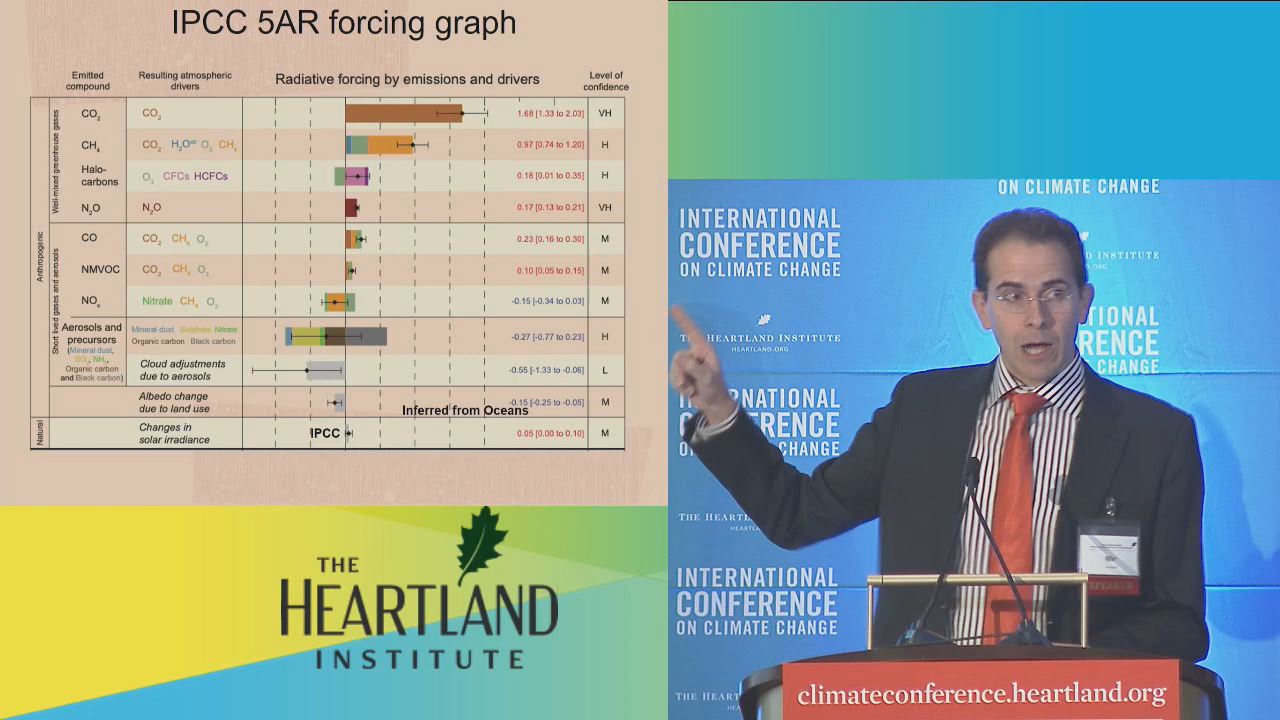 IPCC 5AR forcing graph
Emitted compound
Resulting atmospheric drivers
Radiative forcing by emissions and drivers
Level of confidence
Anthropogenic
Well-mixed greenhouse gases
CO₂ CO₂ 1.68 [1.33 to 2.03] VH
CH₄ CO₂ H₂Oˢᵗʳ O₃ CH₄ 0.97 [0.74 to 1.20] H
Halo-carbons O₃ CFCs HCFCs 0.18 [0.01 to 0.35] H
N₂O N₂O 0.17 [0.13 to 0.21] VH
Short lived gases and aerosols
CO CO₂ CH₄ O₃ 0.23 [0.16 to 0.30] M
NMVOC CO₂ CH₄ O₃ 0.10 [0.05 to 0.15] M
NOₓ Nitrate CH₄ O₃ -0.15 [-0.34 to 0.03] M
Aerosols and precursors
(Mineral dust,
SO₂, NH₃,
Organic carbon
and Black carbon)
Mineral dust Sulphate Nitrate
Organic carbon Black carbon
-0.27 [-0.77 to 0.23] H
Cloud adjustments due to aerosols -0.55 [-1.33 to -0.06] L
Albedo change due to land use -0.15 [-0.25 to -0.05] M
Inferred from Oceans
Natural
Changes in solar irradiance IPCC 0.05 [0.00 to 0.10] M
THE
HEARTLAND
INSTITUTE
ON CLIMATE CHANGE
INTERNATIONAL
CONFERENCE
ON CLIMATE CHANGE
THE HEARTLAND INSTITUTE
HEARTLAND.ORG
INTERNATIONAL
CONFERENCE
ON CLIMATE CHANGE
SPEAKER
climateconference.heartland.org